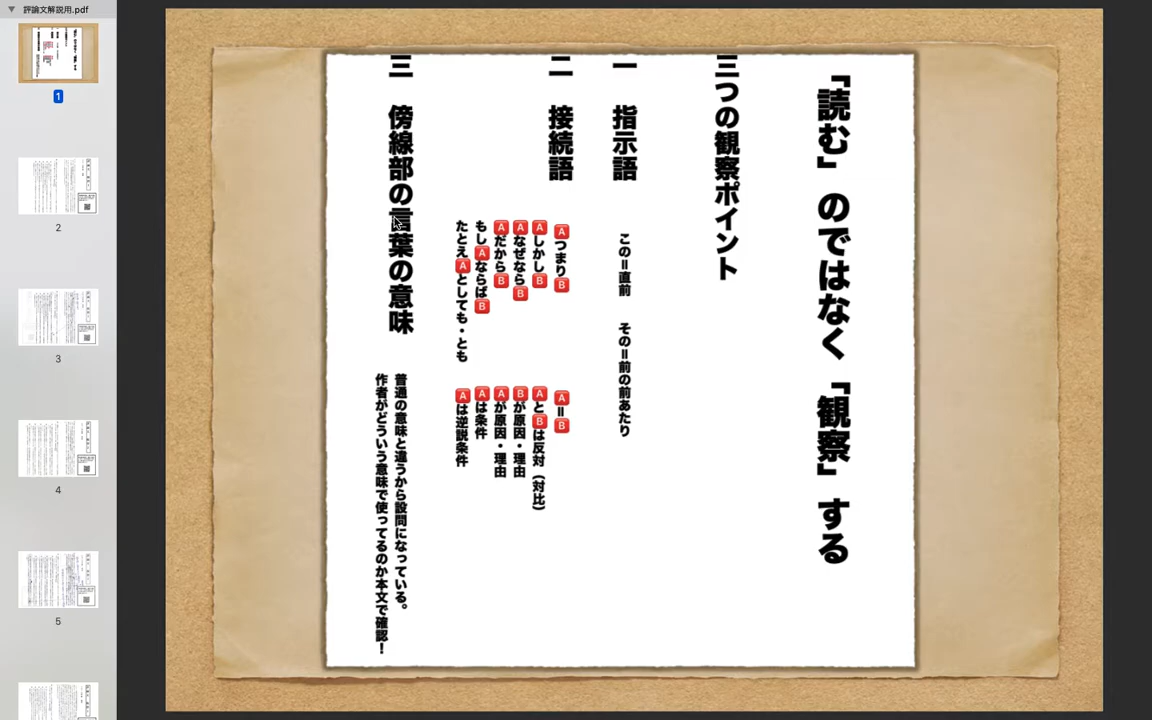 評論文解説用.pdf
1
2
3
4
5
「読む」のではなく「観察」する
三つの観察ポイント
一 指示語 この=直前 その=前の前あたり
二 接続語
AつまりB A=B
AしかしB AとBは反対(対比)
AなぜならB Bが原因・理由
AだからB Aが原因・理由
もしAならばB Aは条件
たとえAとしても・とも Aは逆説条件
三 傍線部の言葉の意味
普通の意味と違うから設問になっている。
作者がどういう意味で使ってるのか本文で確認!